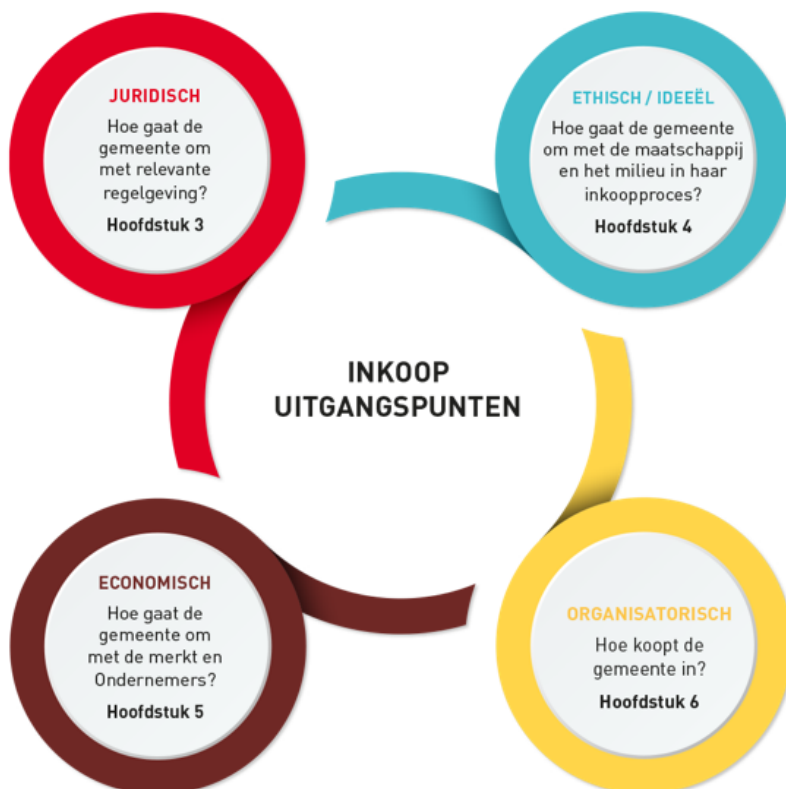 JURIDISCH
Hoe gaat de
gemeente om
met relevante
regelgeving?
Hoofdstuk 3
ETHISCH / IDEEËL
Hoe gaat de gemeente
om met de maatschappij
en het milieu in haar
inkoopproces?
Hoofdstuk 4
INKOOP
UITGANGSPUNTEN
ECONOMISCH
Hoe gaat de
gemeente om
met de merkt en
Ondernemers?
Hoofdstuk 5
ORGANISATORISCH
Hoe koopt de
gemeente in?
Hoofdstuk 6